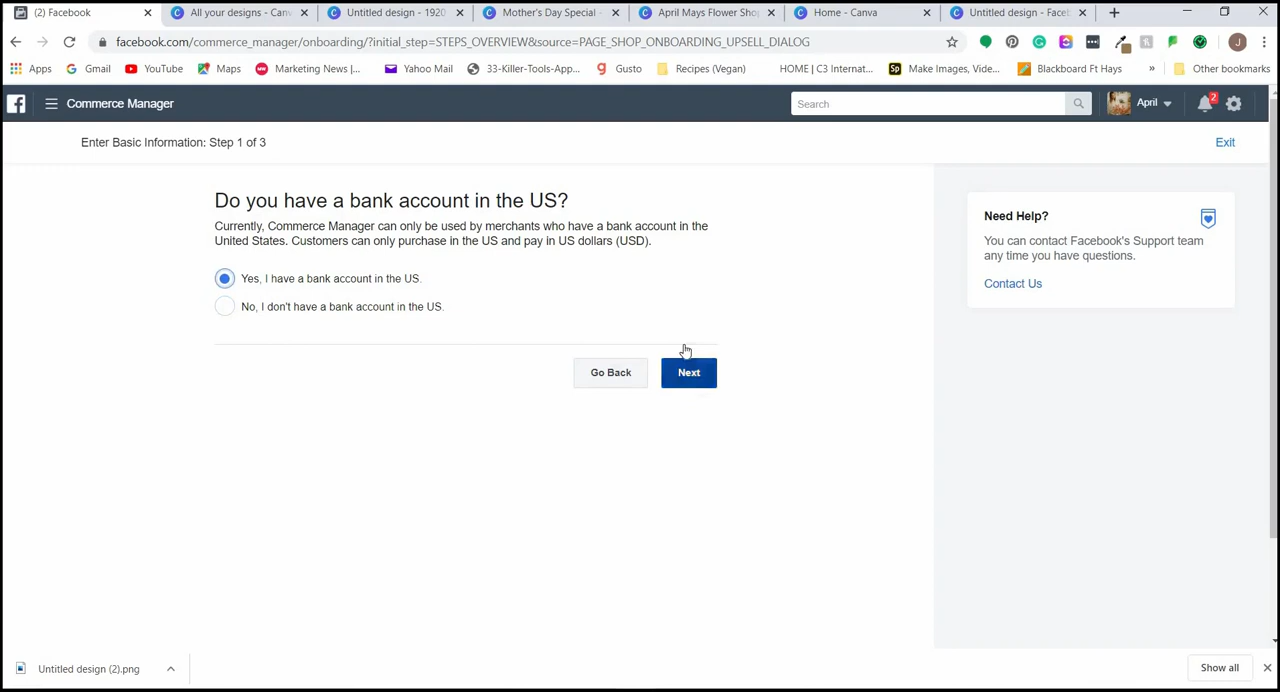 (2) Facebook
All your designs - Canv
Untitled design - 1920
Mother's Day Special -
April Mays Flower Sho
Home - Canva
Untitled design - Faceb
facebook.com/commerce_manager/onboarding/?initial_step=STEPS_OVERVIEW&source=PAGE_SHOP_ONBOARDING_UPSELL_DIALOG
Apps
Gmail
YouTube
Maps
Marketing News |...
Yahoo Mail
33-Killer-Tools-App...
Gusto
Recipes (Vegan)
HOME | C3 Internat...
Make Images, Vide...
Blackboard Ft Hays
»
Other bookmarks
Commerce Manager
Search
April
2
Enter Basic Information: Step 1 of 3
Exit
Do you have a bank account in the US?
Currently, Commerce Manager can only be used by merchants who have a bank account in the
United States. Customers can only purchase in the US and pay in US dollars (USD).
Yes, I have a bank account in the US.
No, I don't have a bank account in the US.
Go Back
Next
Need Help?
You can contact Facebook's Support team
any time you have questions.
Contact Us
Untitled design (2).png
Show all